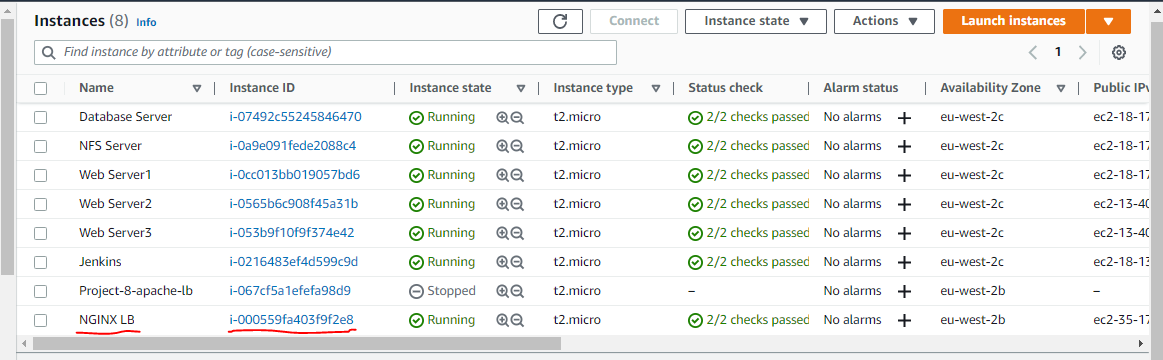 Instances (8) Info Connect Instance state Actions Launch instances
Find instance by attribute or tag (case-sensitive) 1
Name Instance ID Instance state Instance type Status check Alarm status Availability Zone Public IPv
Database Server i-07492c55245846470 Running t2.micro 2/2 checks passed No alarms + eu-west-2c ec2-18-17
NFS Server i-0a9e091fede2088c4 Running t2.micro 2/2 checks passed No alarms + eu-west-2c ec2-18-17
Web Server1 i-0cc013bb019057bd6 Running t2.micro 2/2 checks passed No alarms + eu-west-2c ec2-18-17
Web Server2 i-0565b6c908f45a31b Running t2.micro 2/2 checks passed No alarms + eu-west-2c ec2-13-40
Web Server3 i-053b9f10f9f374e42 Running t2.micro 2/2 checks passed No alarms + eu-west-2c ec2-13-40
Jenkins i-0216483ef4d599c9d Running t2.micro 2/2 checks passed No alarms + eu-west-2c ec2-18-13
Project-8-apache-lb i-067cf5a1efefa98d9 Stopped t2.micro – No alarms + eu-west-2b –
NGINX LB i-000559fa403f9f2e8 Running t2.micro 2/2 checks passed No alarms + eu-west-2b ec2-35-17